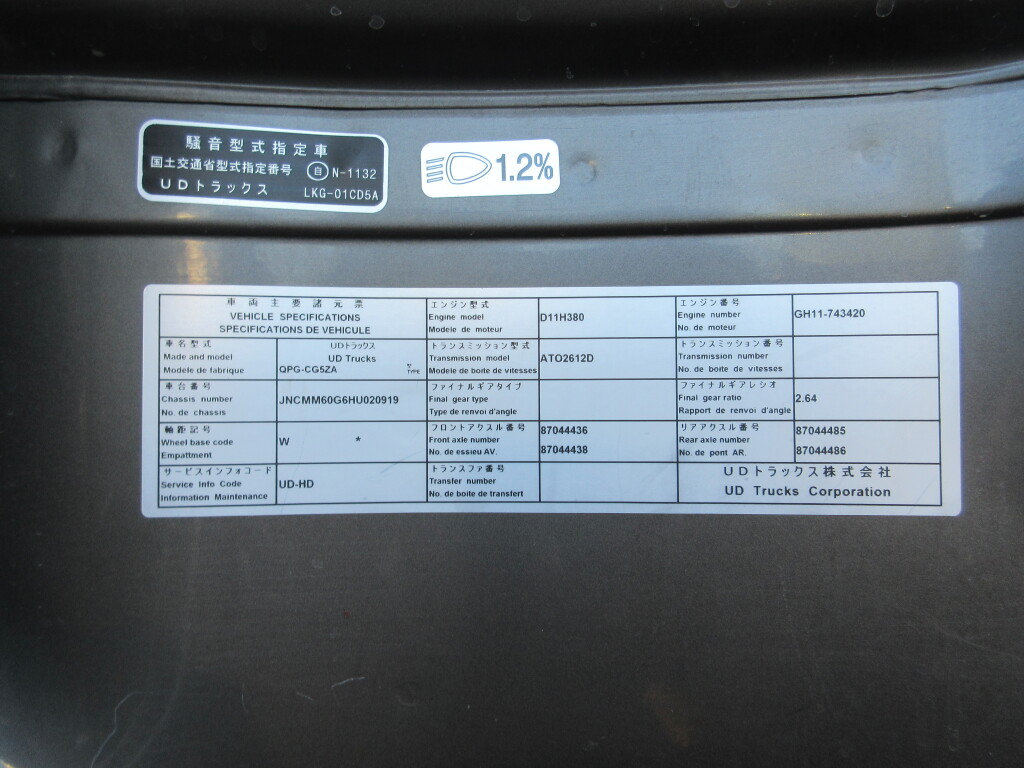 騒音型式指定車
国土交通省型式指定番号 自 N-1132
UDトラックス LKG-01CD5A
1.2%
車両主要諸元票
VEHICLE SPECIFICATIONS
SPECIFICATIONS DE VEHICULE
エンジン型式
Engine model
Modele de moteur
D11H380
エンジン番号
Engine number
No. de moteur
GH11-743420
車名型式
Made and model
Modele de fabrique
UDトラックス
UD Trucks
QPG-CG5ZA
TYPE
トランスミッション型式
Transmission model
Modele de boite de vitesses
ATO2612D
トランスミッション番号
Transmission number
No. de boite de vitesses
車台番号
Chassis number
No. de chassis
JNCMM60G6HU020919
ファイナルギアタイプ
Final gear type
Type de renvoi d'angle
ファイナルギアレシオ
Final gear ratio
Rapport de renvoi d'angle
2.64
軸距記号
Wheel base code
Empattment
W *
フロントアクスル番号
Front axle number
No. de essieu AV.
87044436
87044438
リアアクスル番号
Rear axle number
No. de pont AR.
87044485
87044486
サービスインフォコード
Service Info Code
Information Maintenance
UD-HD
トランスファ番号
Transfer number
No. de boite de transfert
UDトラックス株式会社
UD Trucks Corporation